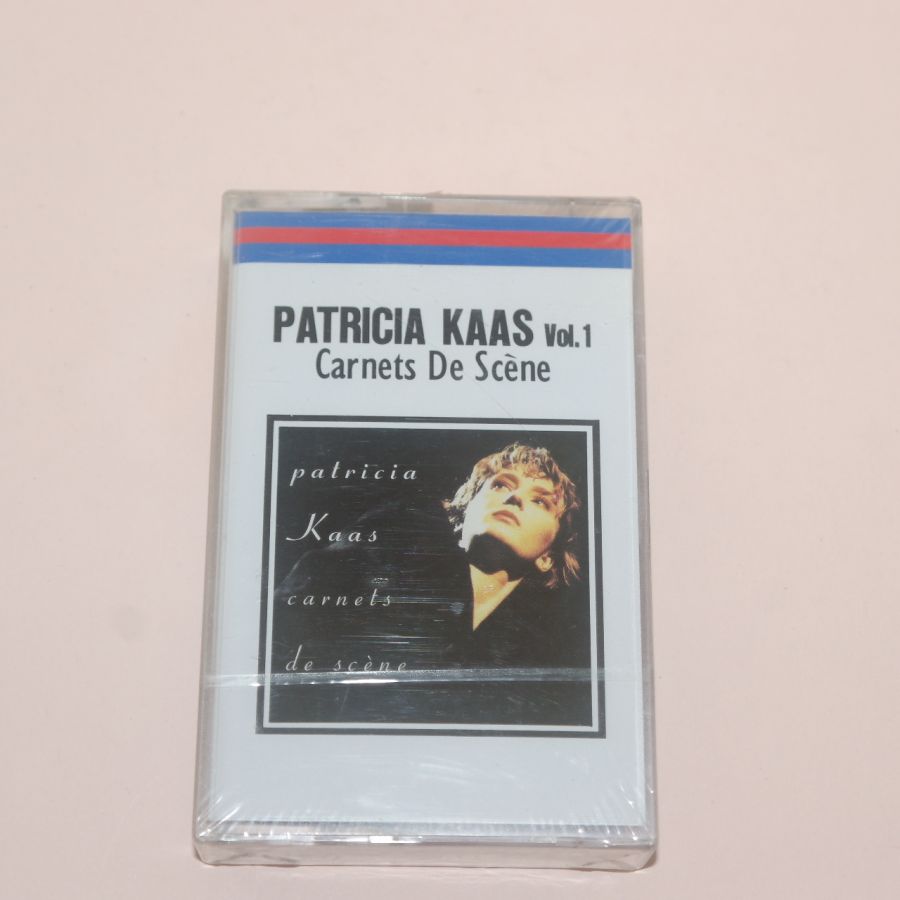 PATRICIA KAAS Vol.1
Carnets De Scène
patricia
Kaas
carnets
de scène